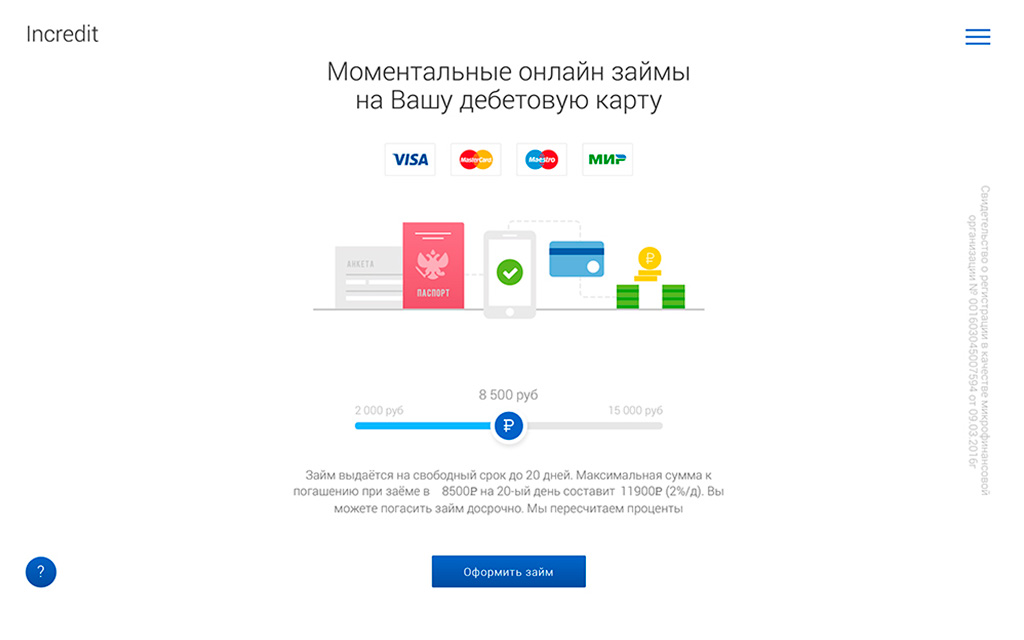 Incredit
Моментальные онлайн займы
на Вашу дебетовую карту
VISA
MasterCard
Maestro
МИР
АНКЕТА
ПАСПОРТ
8 500 руб
2 000 руб
15 000 руб
Займ выдаётся на свободный срок до 20 дней. Максимальная сумма к
погашению при заёме в 8500₽ на 20-ый день составит 11900₽ (2%/д). Вы
можете погасить займ досрочно. Мы пересчитаем проценты
Оформить займ
?
Свидетельство о регистрации в качестве микрофинансовой
организации № 001603045007594 от 09.03.2016г